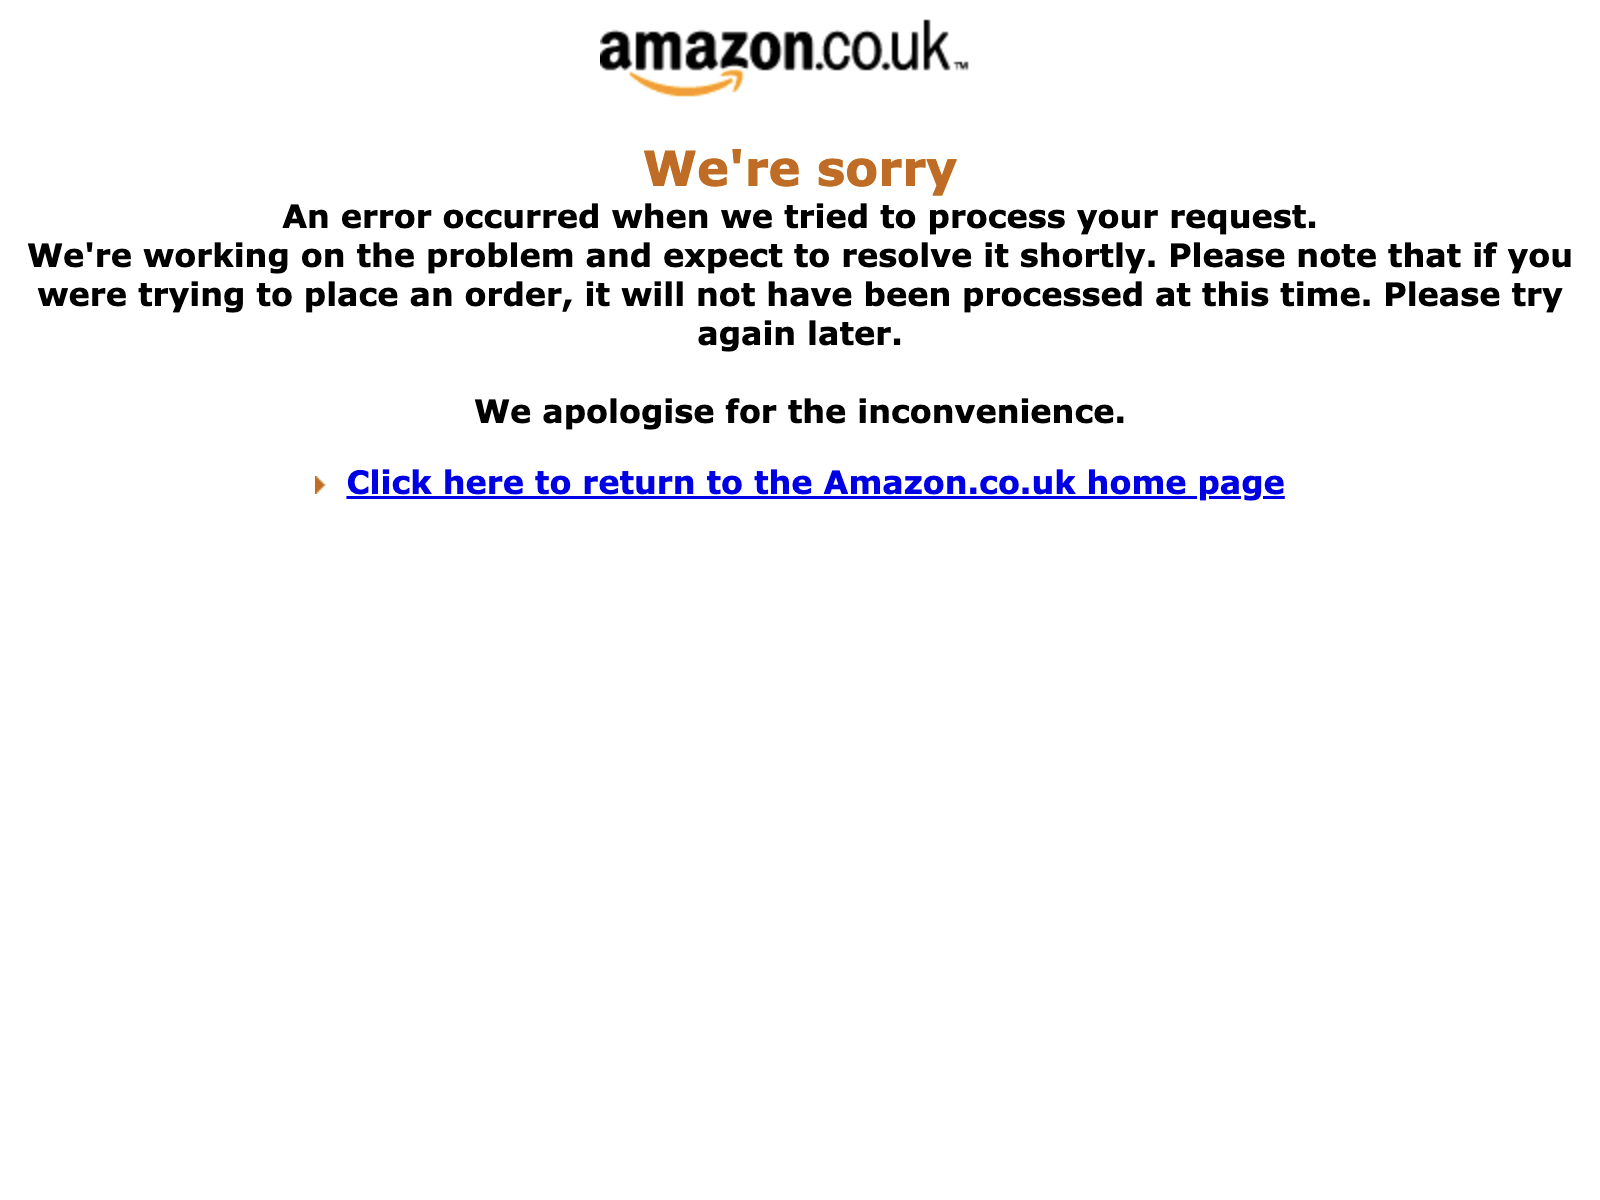 amazon.co.uk™
We're sorry
An error occurred when we tried to process your request.
We're working on the problem and expect to resolve it shortly. Please note that if you
were trying to place an order, it will not have been processed at this time. Please try
again later.
We apologise for the inconvenience.
Click here to return to the Amazon.co.uk home page